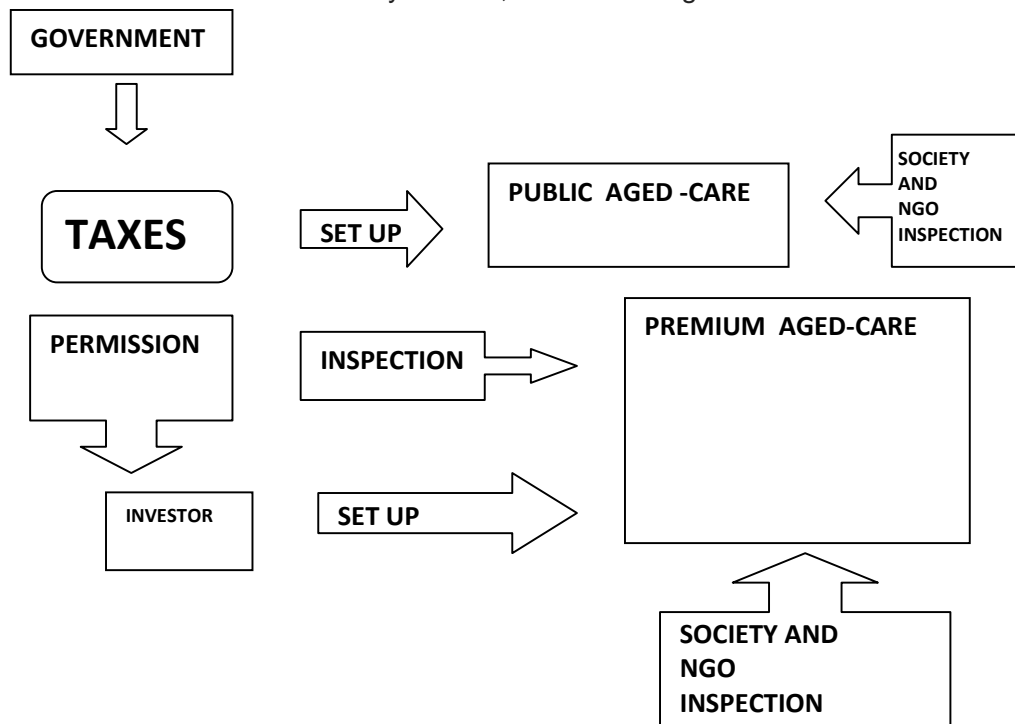 GOVERNMENT
TAXES
SET UP
PUBLIC AGED -CARE
SOCIETY
AND
NGO
INSPECTION
PERMISSION
INSPECTION
PREMIUM AGED-CARE
INVESTOR
SET UP
SOCIETY AND
NGO
INSPECTION